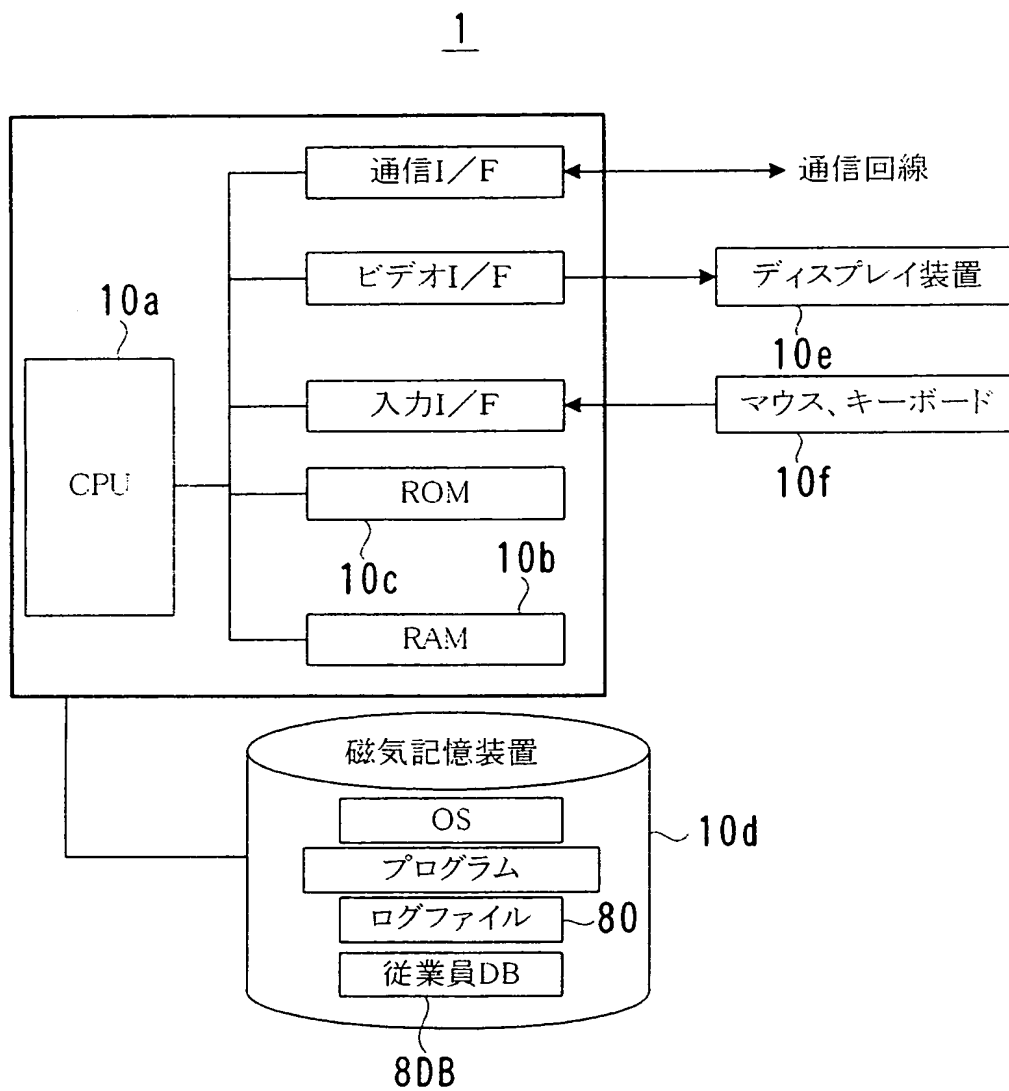 1
通信I／F
通信回線
ビデオI／F
ディスプレイ装置
10a
10e
入力I／F
マウス、キーボード
10f
CPU
ROM
10c
10b
RAM
磁気記憶装置
OS
10d
プログラム
ログファイル
80
従業員DB
8DB